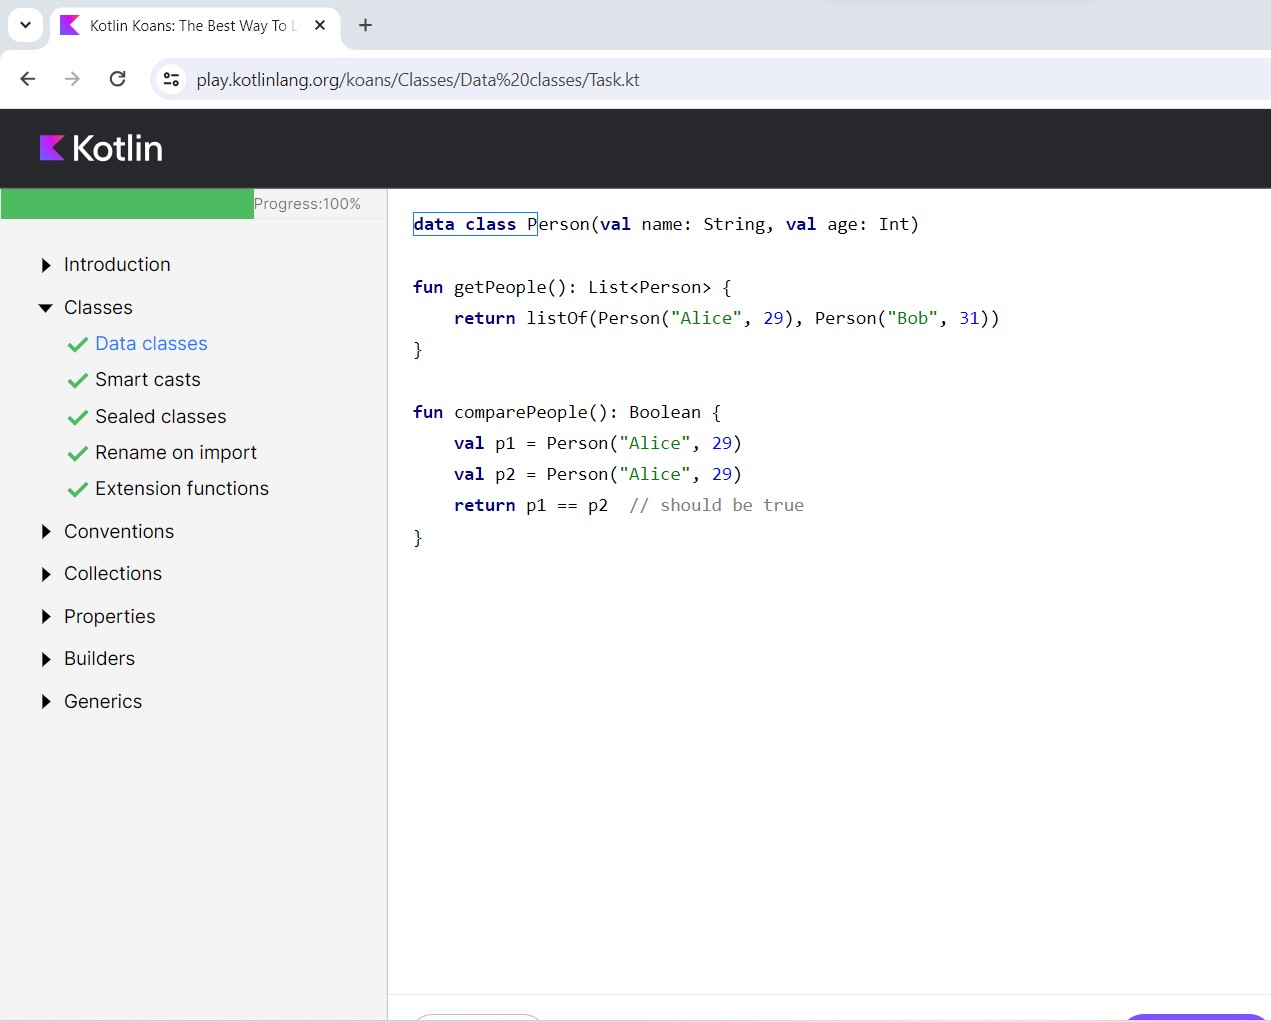 Kotlin Koans: The Best Way To L
play.kotlinlang.org/koans/Classes/Data%20classes/Task.kt
Kotlin
Progress:100%
Introduction
Classes
Data classes
Smart casts
Sealed classes
Rename on import
Extension functions
Conventions
Collections
Properties
Builders
Generics
data class Person(val name: String, val age: Int)
fun getPeople(): List<Person> {
    return listOf(Person("Alice", 29), Person("Bob", 31))
}
fun comparePeople(): Boolean {
    val p1 = Person("Alice", 29)
    val p2 = Person("Alice", 29)
    return p1 == p2  // should be true
}